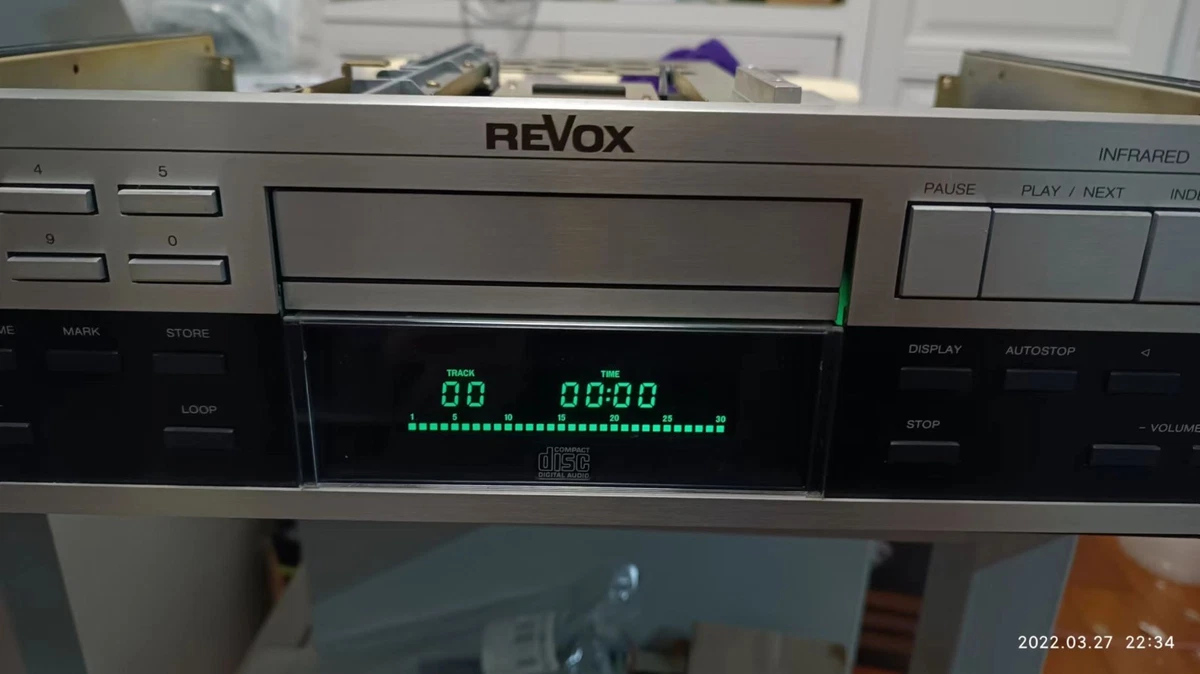 REVOX
INFRARED
4 5
PAUSE PLAY / NEXT
9 0
MARK STORE
DISPLAY AUTOSTOP
TRACK TIME
00 00:00
LOOP
1 5 10 15 20 25 30
STOP
- VOLUME
COMPACT
disc
DIGITAL AUDIO
2022.03.27 22:34